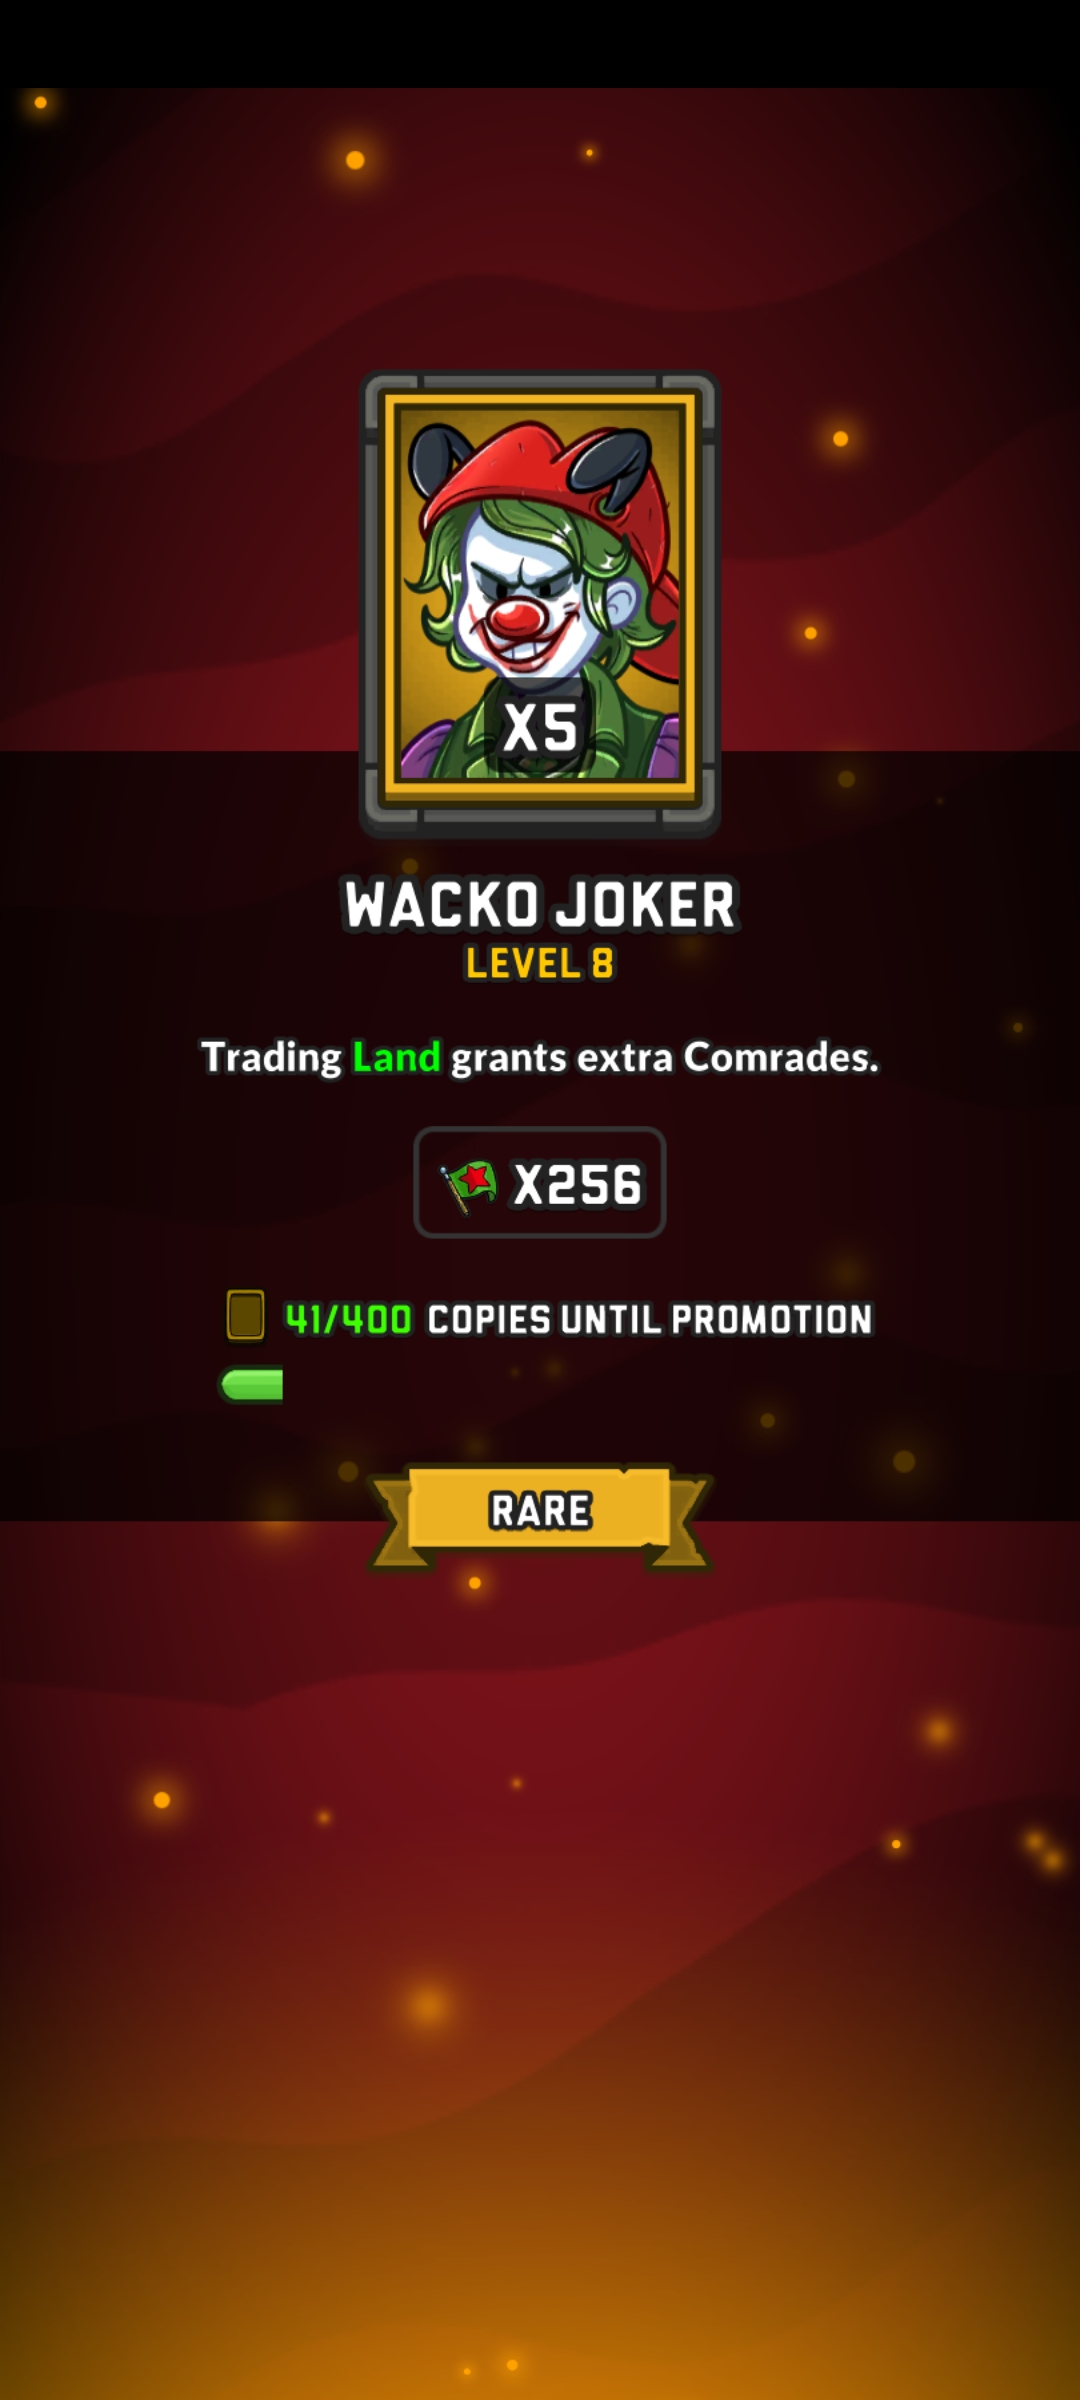 X5
WACKO JOKER
LEVEL 8
Trading Land grants extra Comrades.
X256
41/400 COPIES UNTIL PROMOTION
RARE